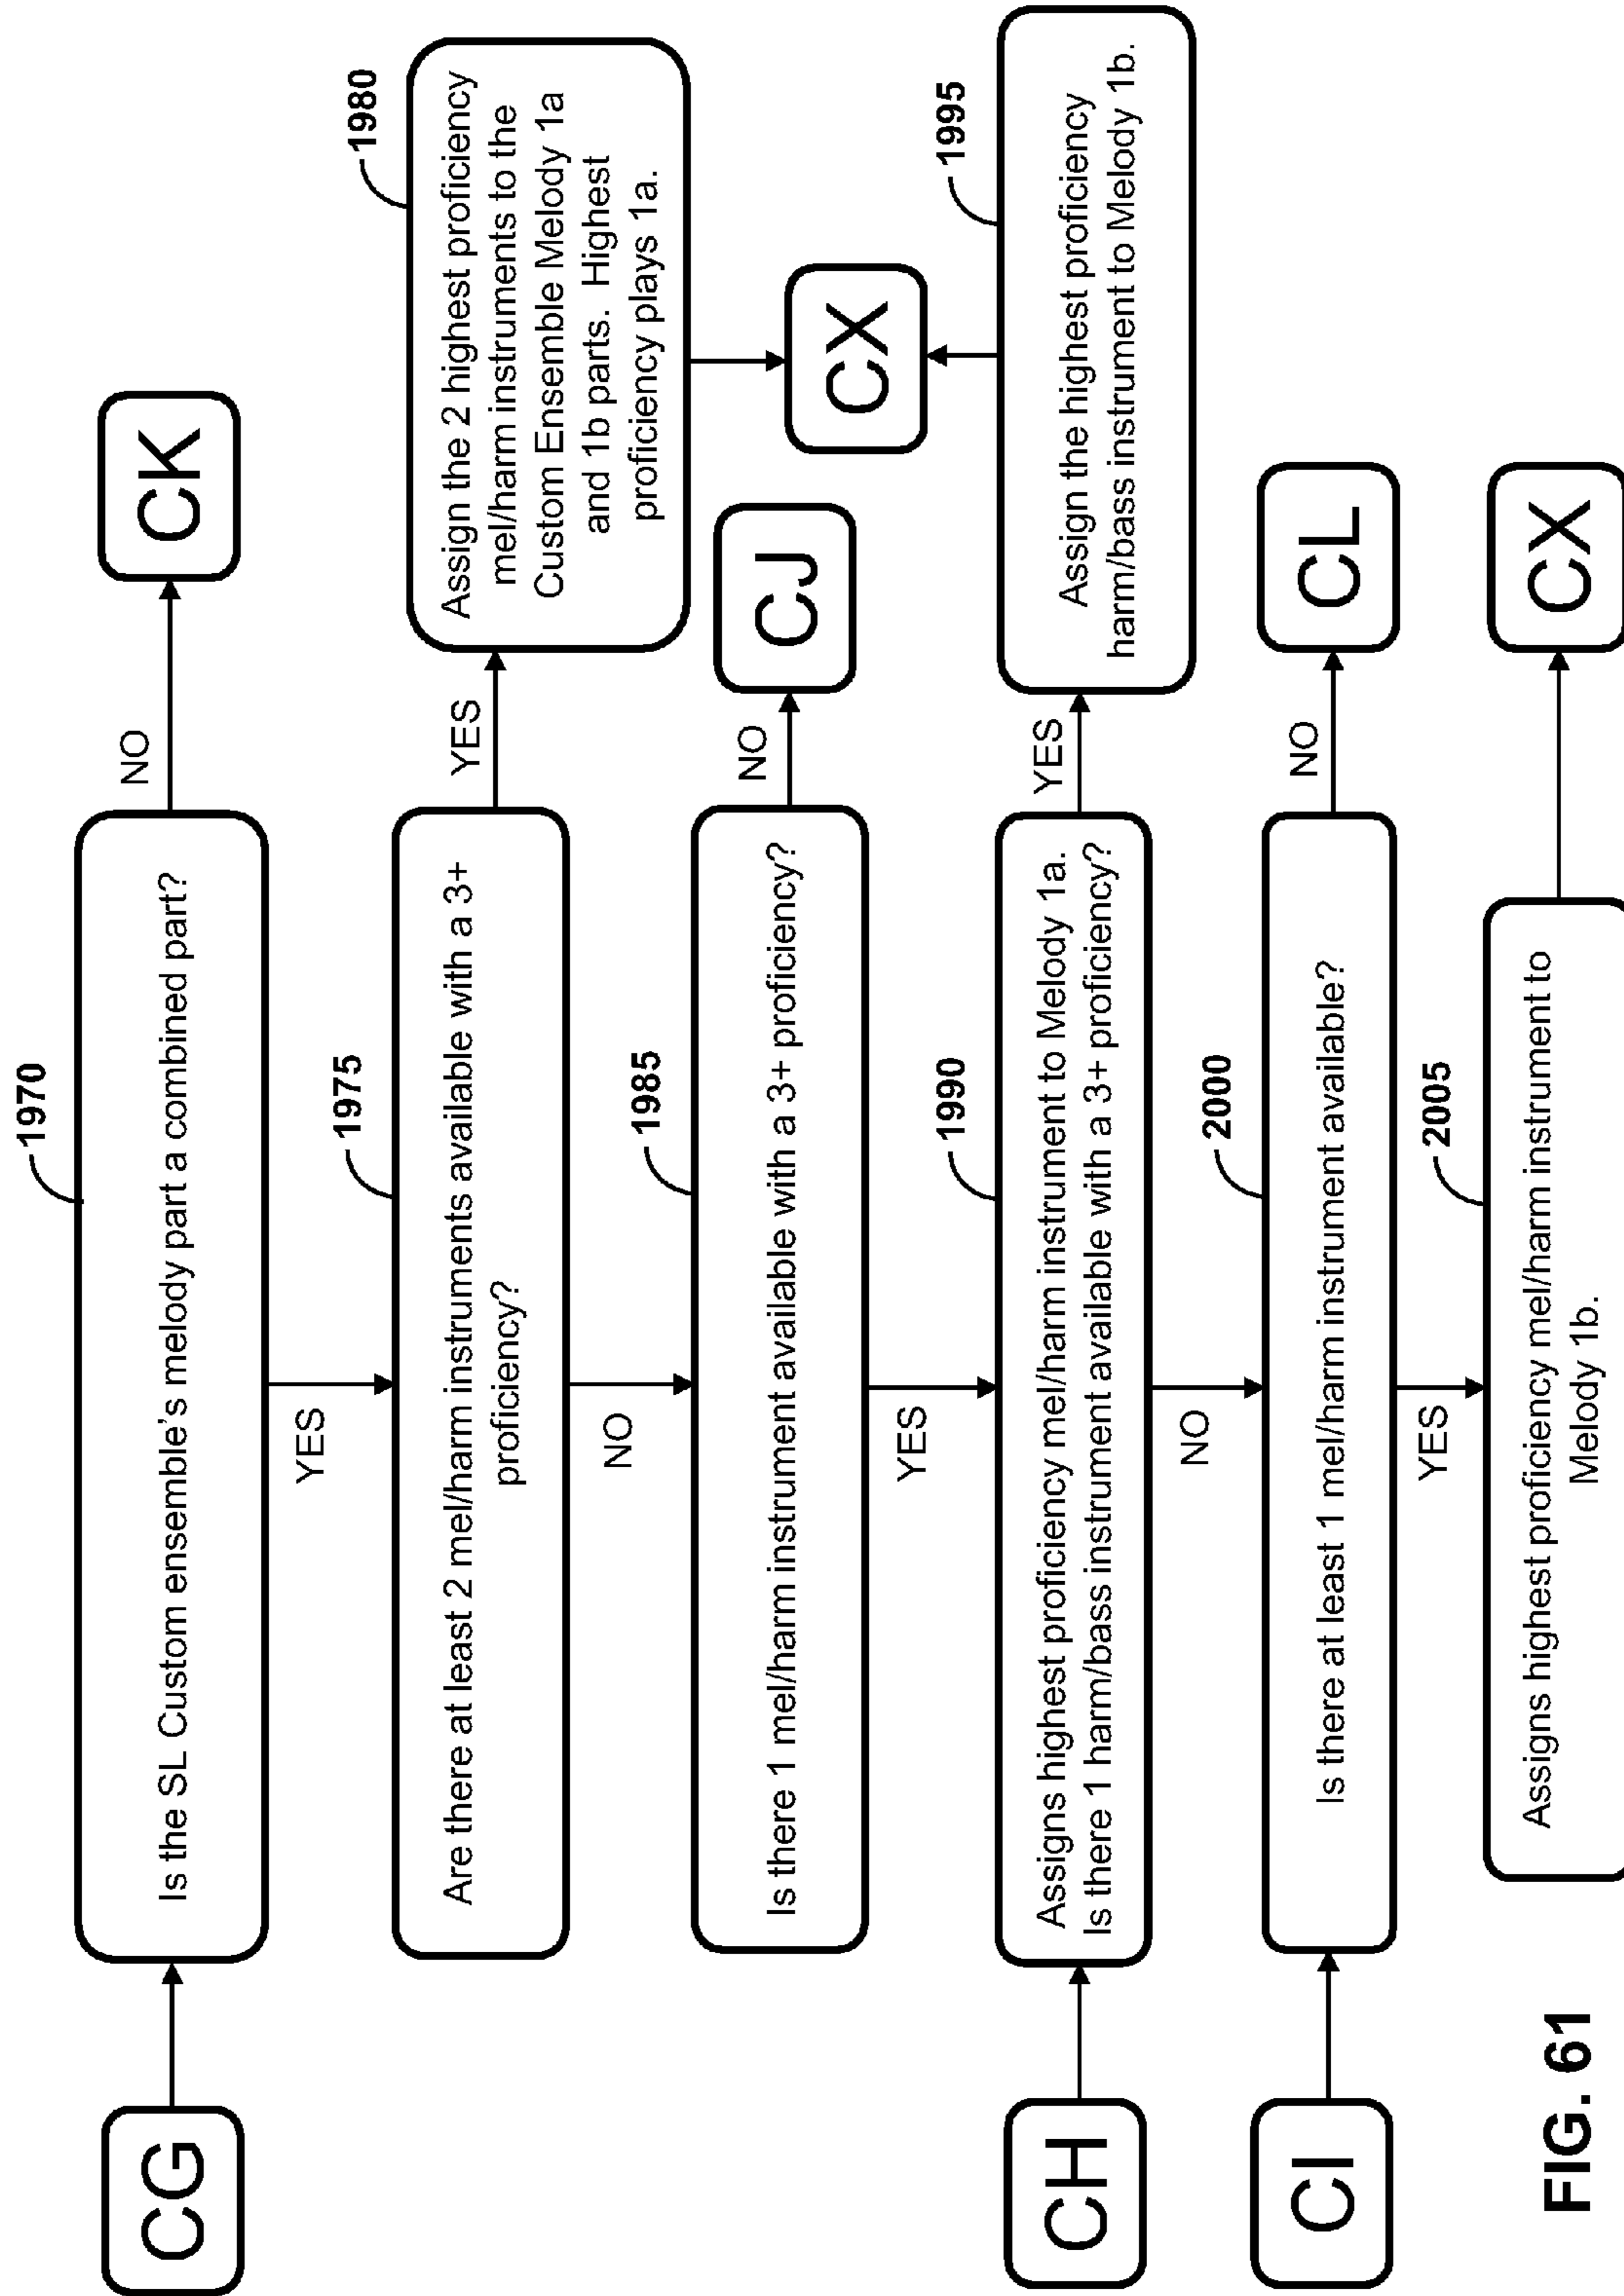 CG
1970
Is the SL Custom ensemble's melody part a combined part?
NO
CK
YES
1975
Are there at least 2 mel/harm instruments available with a 3+
proficiency?
YES
1980
Assign the 2 highest proficiency
mel/harm instruments to the
Custom Ensemble Melody 1a
and 1b parts. Highest
proficiency plays 1a.
NO
1985
Is there 1 mel/harm instrument available with a 3+ proficiency?
NO
CJ
CX
YES
CH
1990
Assigns highest proficiency mel/harm instrument to Melody 1a.
Is there 1 harm/bass instrument available with a 3+ proficiency?
YES
1995
Assign the highest proficiency
harm/bass instrument to Melody 1b.
NO
CI
2000
Is there at least 1 mel/harm instrument available?
NO
CL
YES
2005
Assigns highest proficiency mel/harm instrument to
Melody 1b.
CX
FIG. 61